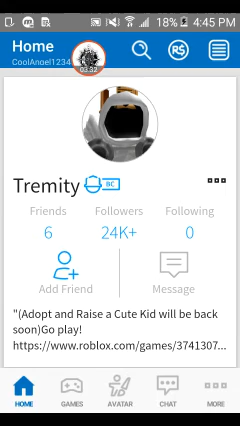 18% 4:45 PM
Home
CoolAngel1234
03:32
R$
Tremity BC
Friends Followers Following
6 24K+ 0
Add Friend Message
"(Adopt and Raise a Cute Kid will be back
soon)Go play!
https://www.roblox.com/games/3741307...
HOME GAMES AVATAR CHAT MORE